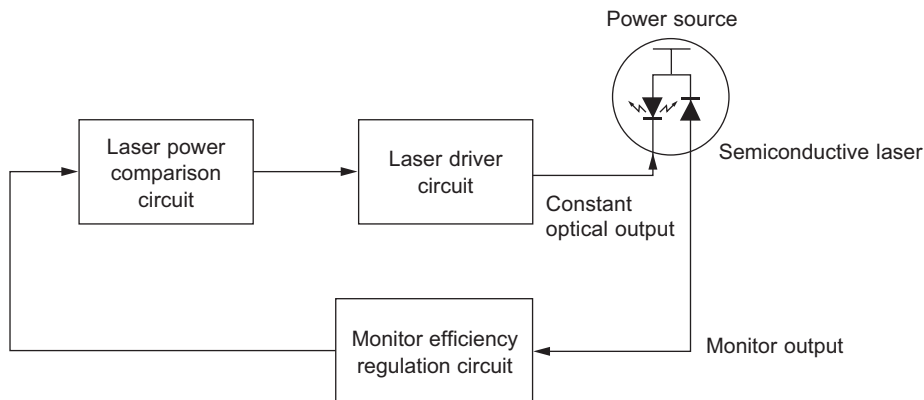 Power source
Laser power
comparison
circuit
Laser driver
circuit
Semiconductive laser
Constant
optical output
Monitor efficiency
regulation circuit
Monitor output